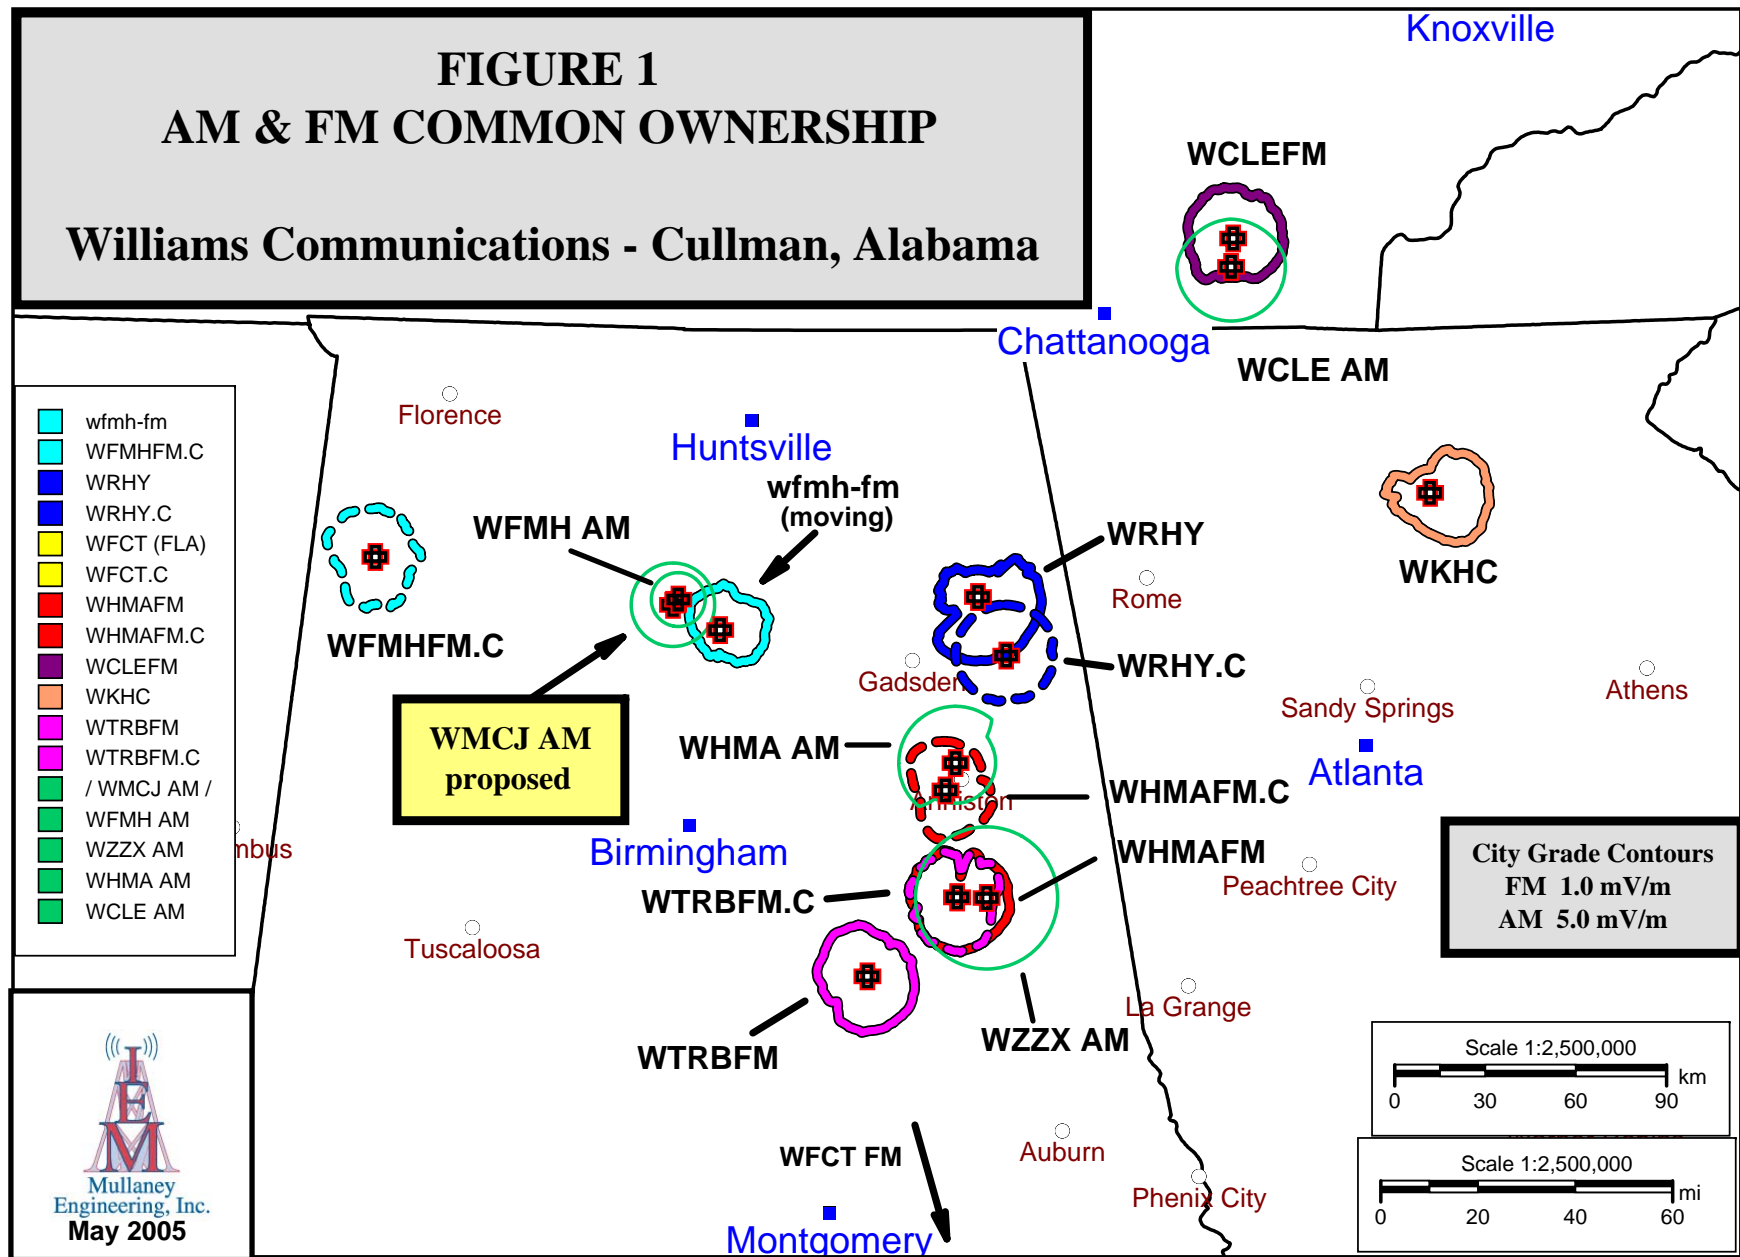 FIGURE 1
AM & FM COMMON OWNERSHIP
Williams Communications - Cullman, Alabama
Knoxville
WCLEFM
Chattanooga
WCLE AM
Florence
Huntsville
wfmh-fm
(moving)
WFMH AM
WFMHFM.C
WRHY
Rome
WKHC
WRHY.C
Gadsden
Sandy Springs
Athens
WMCJ AM
proposed
WHMA AM
Atlanta
WHMAFM.C
Anniston
Birmingham
WHMAFM
WTRBFM.C
Peachtree City
Tuscaloosa
La Grange
WTRBFM
WZZX AM
WFCT FM
Auburn
Phenix City
Montgomery
mbus
wfmh-fm
WFMHFM.C
WRHY
WRHY.C
WFCT (FLA)
WFCT.C
WHMAFM
WHMAFM.C
WCLEFM
WKHC
WTRBFM
WTRBFM.C
/ WMCJ AM /
WFMH AM
WZZX AM
WHMA AM
WCLE AM
City Grade Contours
FM 1.0 mV/m
AM 5.0 mV/m
Scale 1:2,500,000
km
0 30 60 90
Scale 1:2,500,000
mi
0 20 40 60
IEM
Mullaney
Engineering, Inc.
May 2005